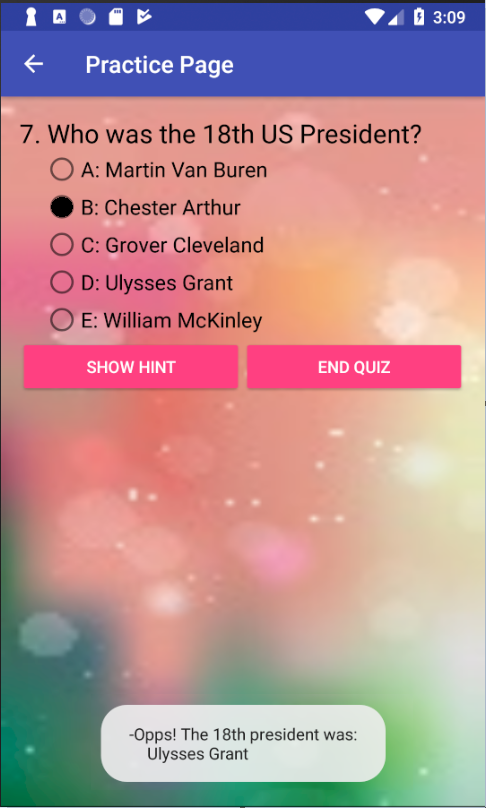 3:09
Practice Page
7. Who was the 18th US President?
A: Martin Van Buren
B: Chester Arthur
C: Grover Cleveland
D: Ulysses Grant
E: William McKinley
SHOW HINT END QUIZ
-Opps! The 18th president was:
Ulysses Grant